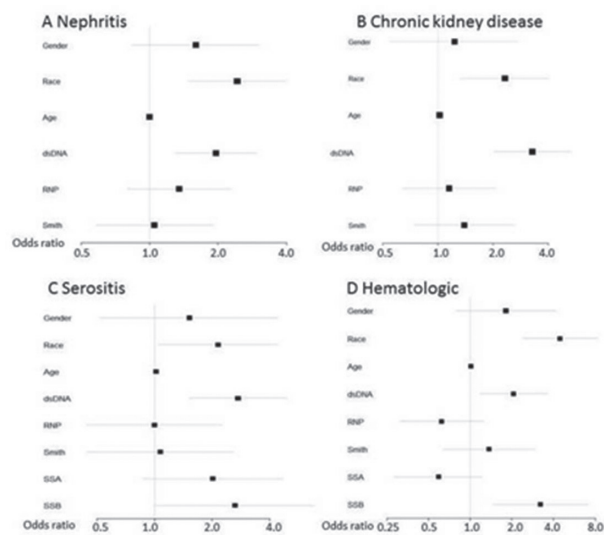 A Nephritis
Gender
Race
Age
dsDNA
RNP
Smith
Odds ratio
0.5 1.0 2.0 4.0
B Chronic kidney disease
Gender
Race
Age
dsDNA
RNP
Smith
Odds ratio
0.5 1.0 2.0 4.0
C Serositis
Gender
Race
Age
dsDNA
RNP
Smith
SSA
SSB
Odds ratio
0.5 1.0 2.0 4.0
D Hematologic
Gender
Race
Age
dsDNA
RNP
Smith
SSA
SSB
Odds ratio
0.25 0.5 1.0 2.0 4.0 8.0